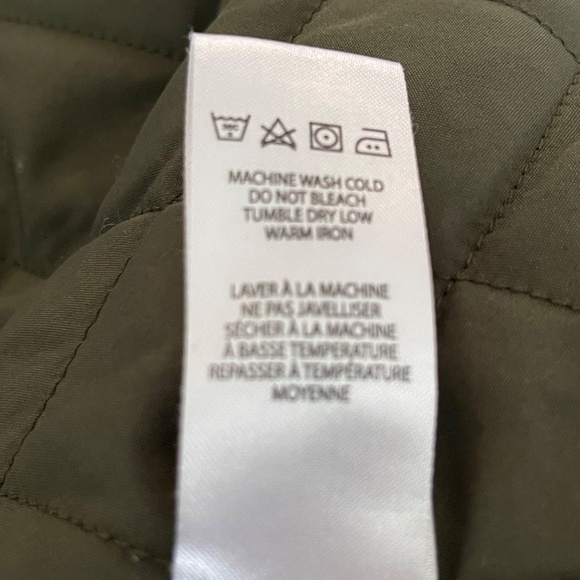 MACHINE WASH COLD
DO NOT BLEACH
TUMBLE DRY LOW
WARM IRON
LAVER À LA MACHINE
NE PAS JAVELLISER
SÉCHER À LA MACHINE
À BASSE TEMPERATURE
REPASSER À TEMPÉRATURE
MOYENNE